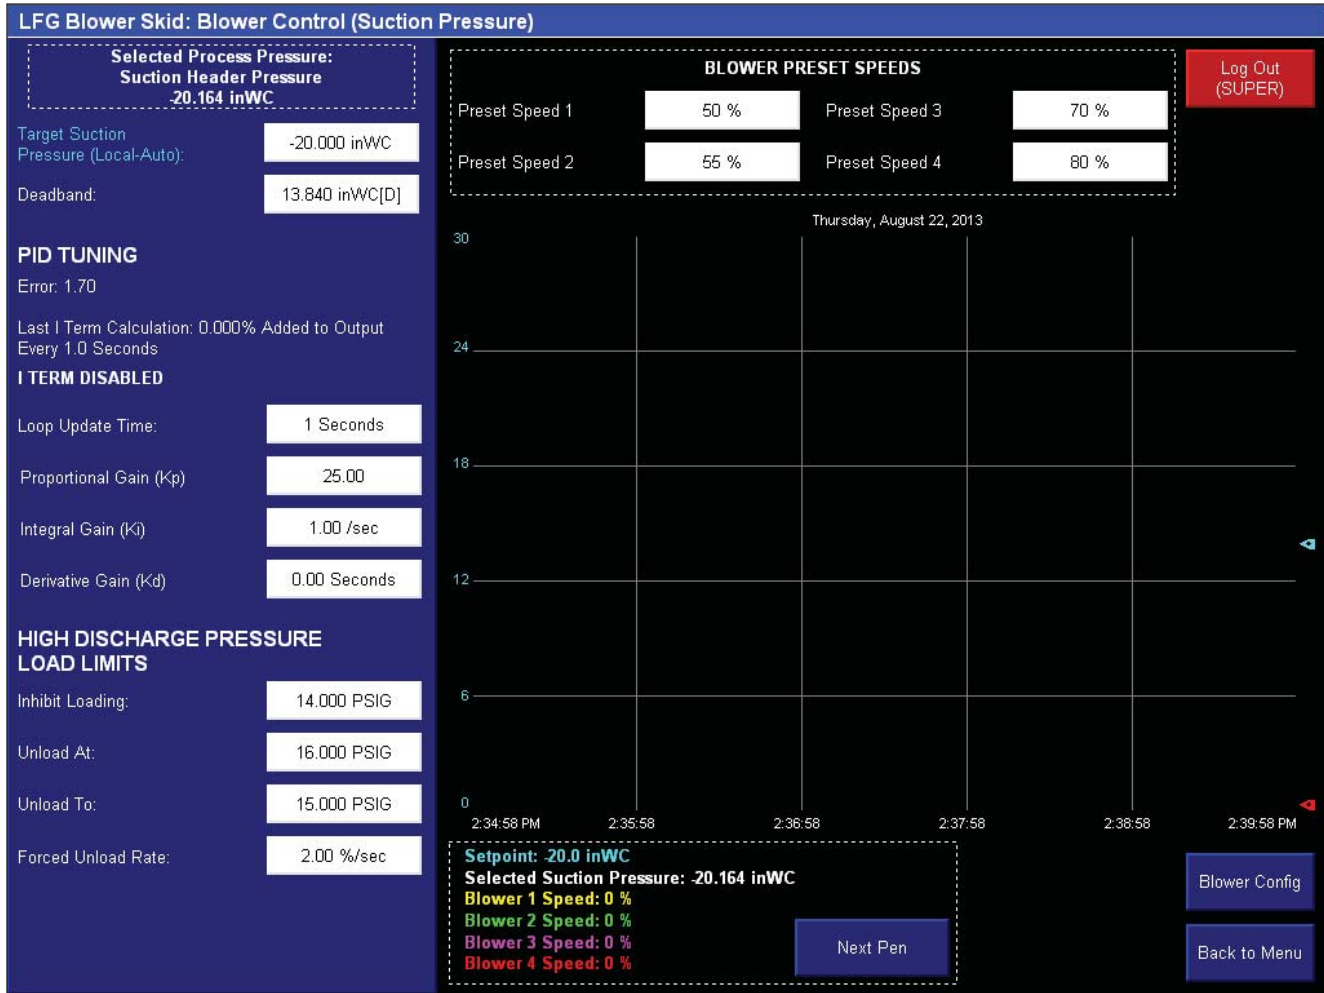 LFG Blower Skid: Blower Control (Suction Pressure)
Selected Process Pressure:
Suction Header Pressure
-20.164 inWC
Target Suction
Pressure (Local-Auto):
-20.000 inWC
Deadband:
13.840 inWC[D]
PID TUNING
Error: 1.70
Last I Term Calculation: 0.000% Added to Output
Every 1.0 Seconds
I TERM DISABLED
Loop Update Time:
1 Seconds
Proportional Gain (Kp)
25.00
Integral Gain (Ki)
1.00 /sec
Derivative Gain (Kd)
0.00 Seconds
HIGH DISCHARGE PRESSURE
LOAD LIMITS
Inhibit Loading:
14.000 PSIG
Unload At:
16.000 PSIG
Unload To:
15.000 PSIG
Forced Unload Rate:
2.00 %/sec
BLOWER PRESET SPEEDS
Preset Speed 1
50 %
Preset Speed 3
70 %
Preset Speed 2
55 %
Preset Speed 4
80 %
Log Out
(SUPER)
Thursday, August 22, 2013
30
24
18
12
6
0
2:34:58 PM
2:35:58
2:36:58
2:37:58
2:38:58
2:39:58 PM
Setpoint: -20.0 inWC
Selected Suction Pressure: -20.164 inWC
Blower 1 Speed: 0 %
Blower 2 Speed: 0 %
Blower 3 Speed: 0 %
Blower 4 Speed: 0 %
Next Pen
Blower Config
Back to Menu